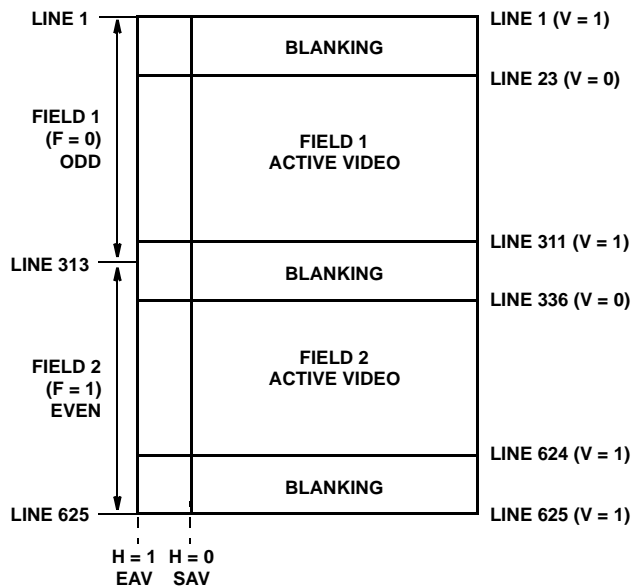 LINE 1
LINE 1 (V = 1)
BLANKING
LINE 23 (V = 0)
FIELD 1
(F = 0)
ODD
FIELD 1
ACTIVE VIDEO
LINE 311 (V = 1)
LINE 313
BLANKING
LINE 336 (V = 0)
FIELD 2
(F = 1)
EVEN
FIELD 2
ACTIVE VIDEO
LINE 624 (V = 1)
BLANKING
LINE 625
LINE 625 (V = 1)
H = 1
EAV
H = 0
SAV